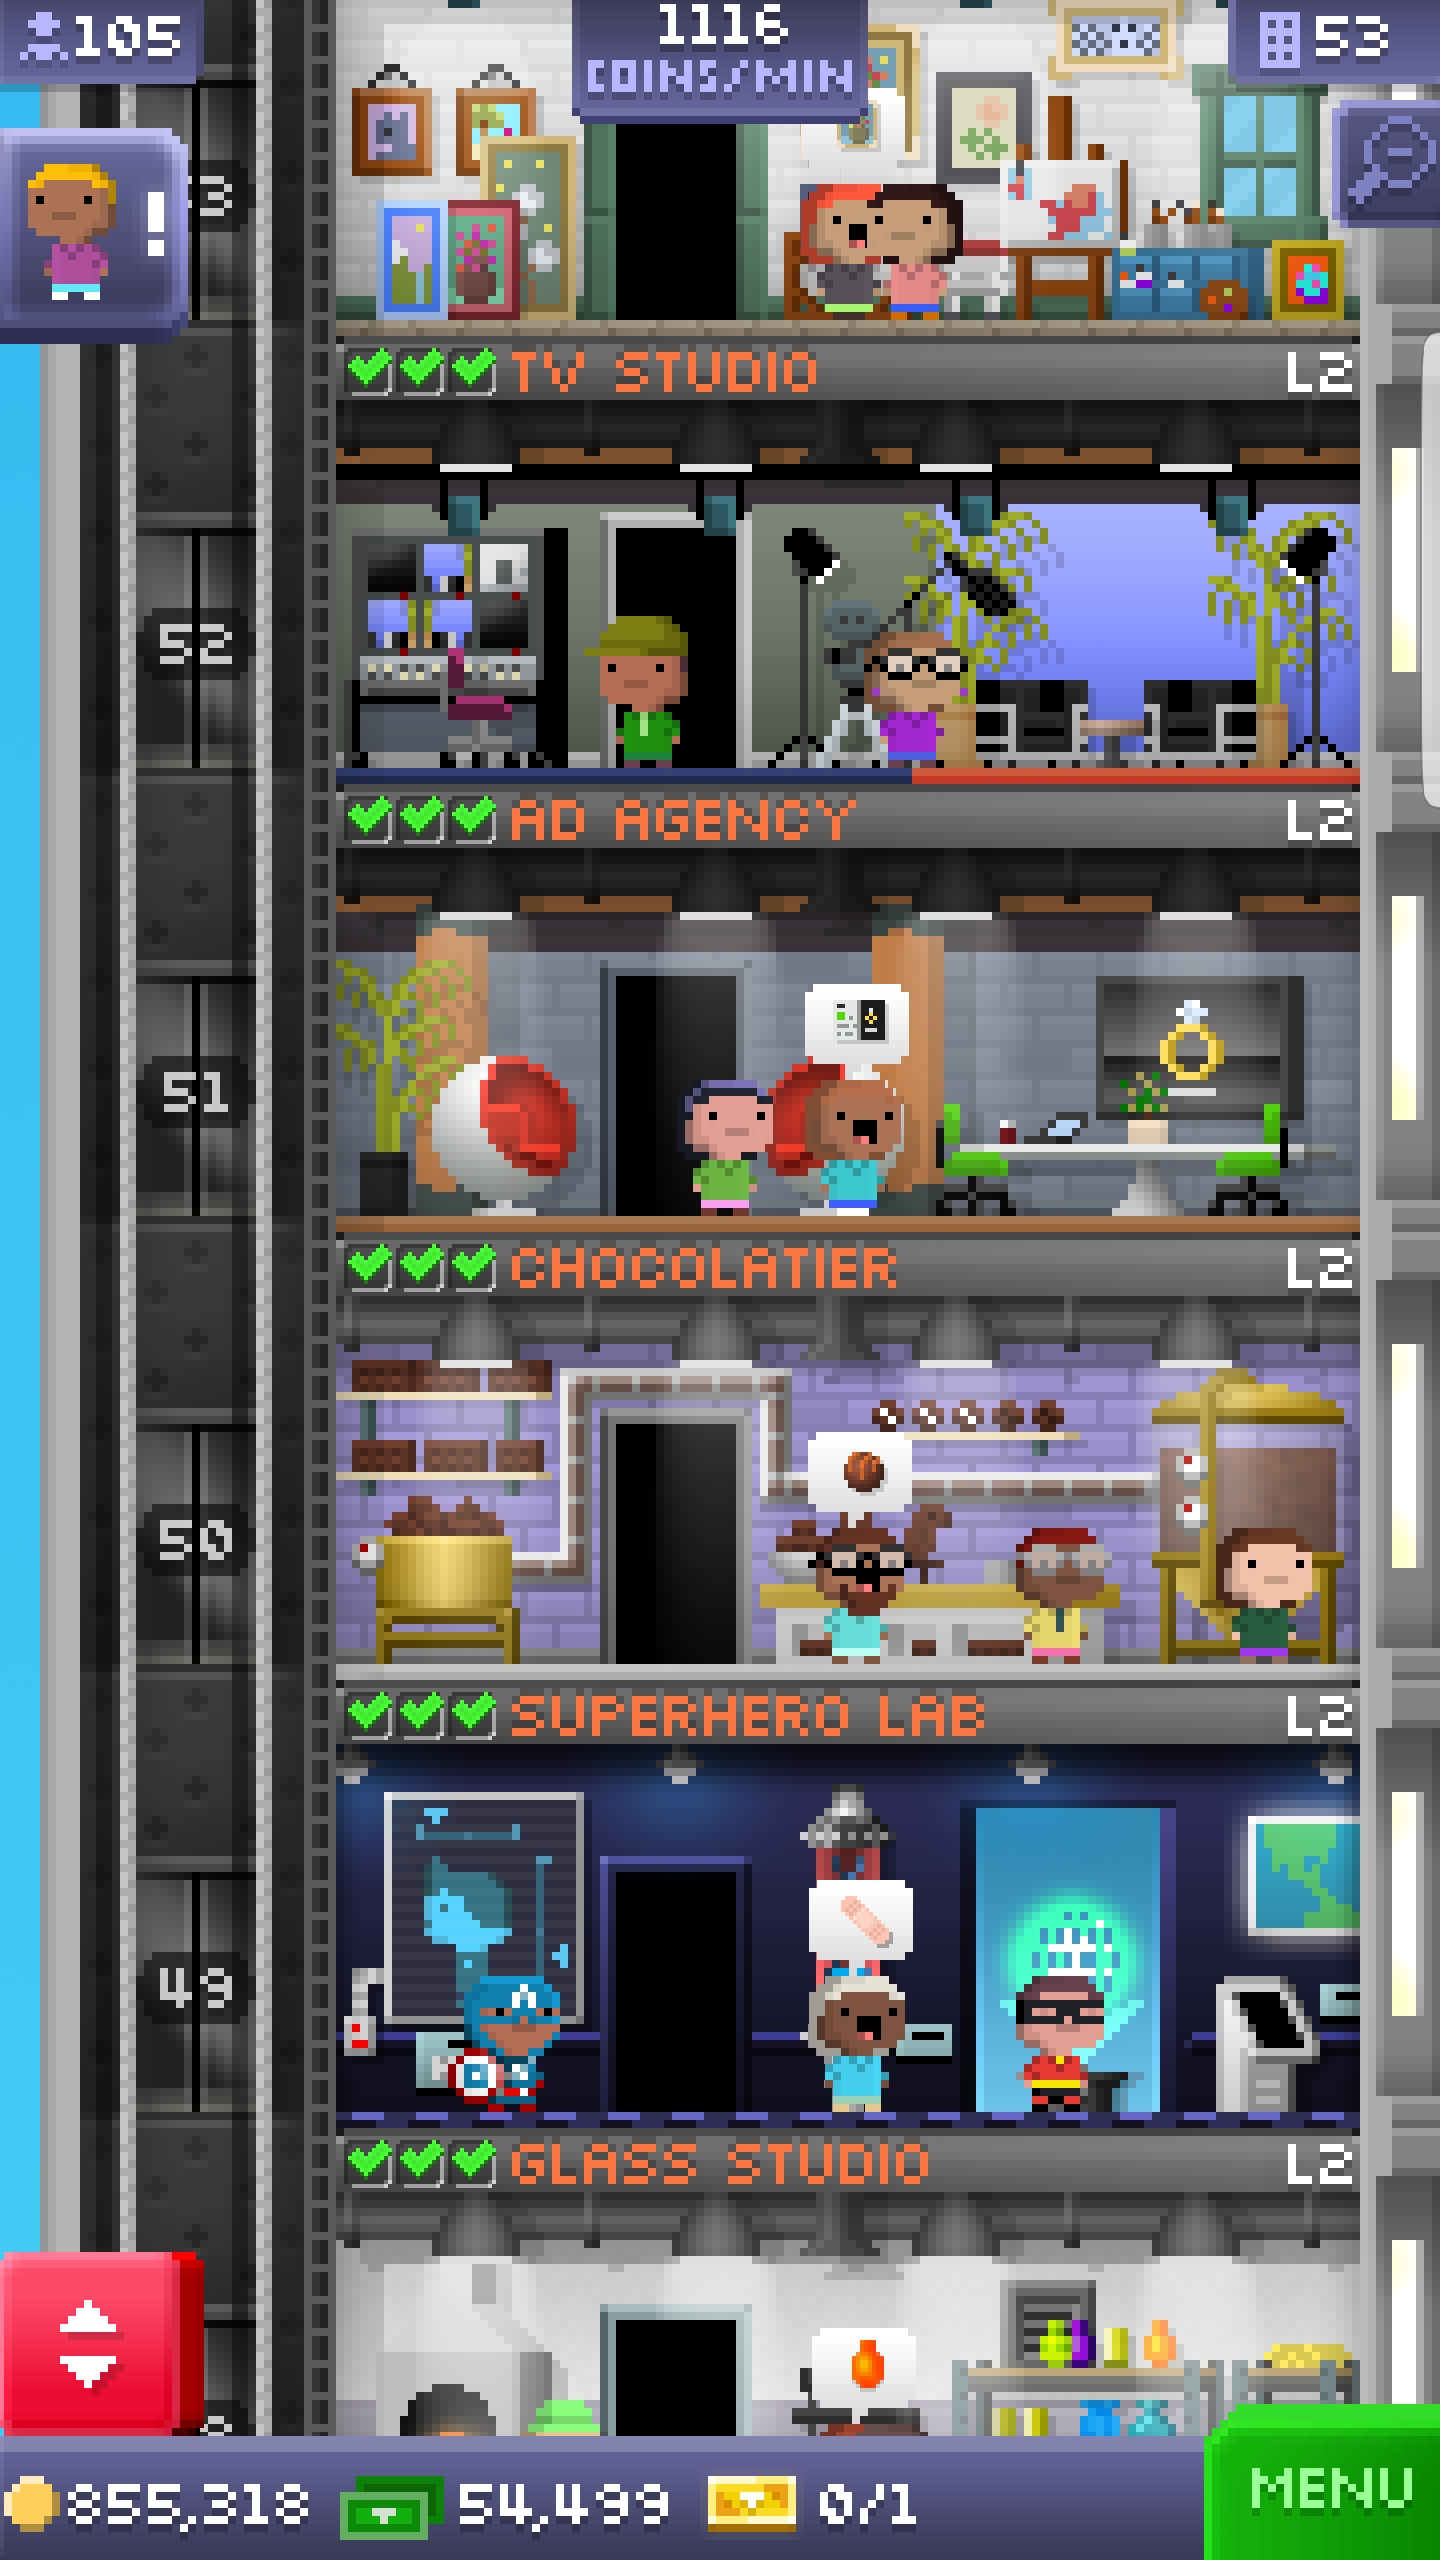 105
1116
COINS/MIN
53
!
3
TV STUDIO
L2
52
AD AGENCY
L2
51
CHOCOLATIER
L2
50
SUPERHERO LAB
L2
49
A
GLASS STUDIO
L2
855,318
54,499
0/1
MENU